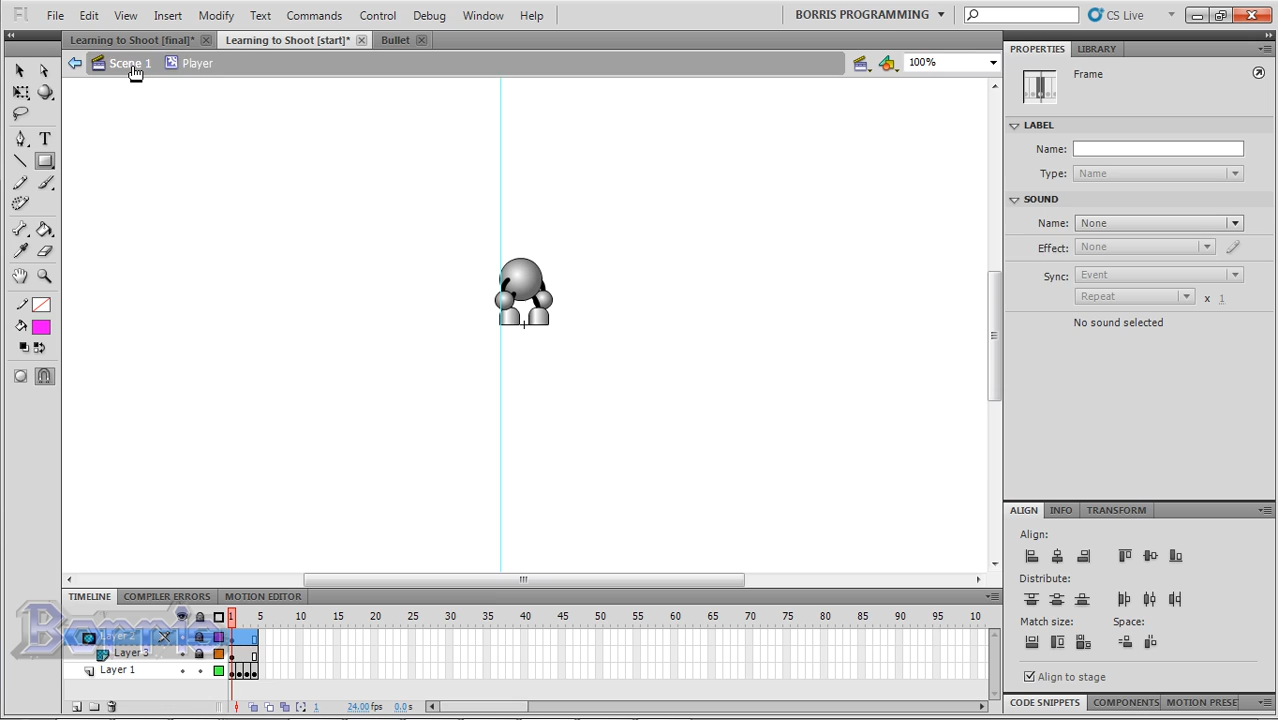 Fl File Edit View Insert Modify Text Commands Control Debug Window Help BORRIS PROGRAMMING CS Live
Learning to Shoot [final]* Learning to Shoot [start]* Bullet
Scene 1 Player 100%
PROPERTIES LIBRARY
Frame
LABEL
Name:
Type: Name
SOUND
Name: None
Effect: None
Sync: Event
Repeat x 1
No sound selected
ALIGN INFO TRANSFORM
Align:
Distribute:
Match size: Space:
Align to stage
CODE SNIPPETS COMPONENTS MOTION PRESE
TIMELINE COMPILER ERRORS MOTION EDITOR
1 5 10 15 20 25 30 35 40 45 50 55 60 65 70 75 80 85 90 95 10
Layer 2
Layer 3
Layer 1
1 24.00 fps 0.0 s